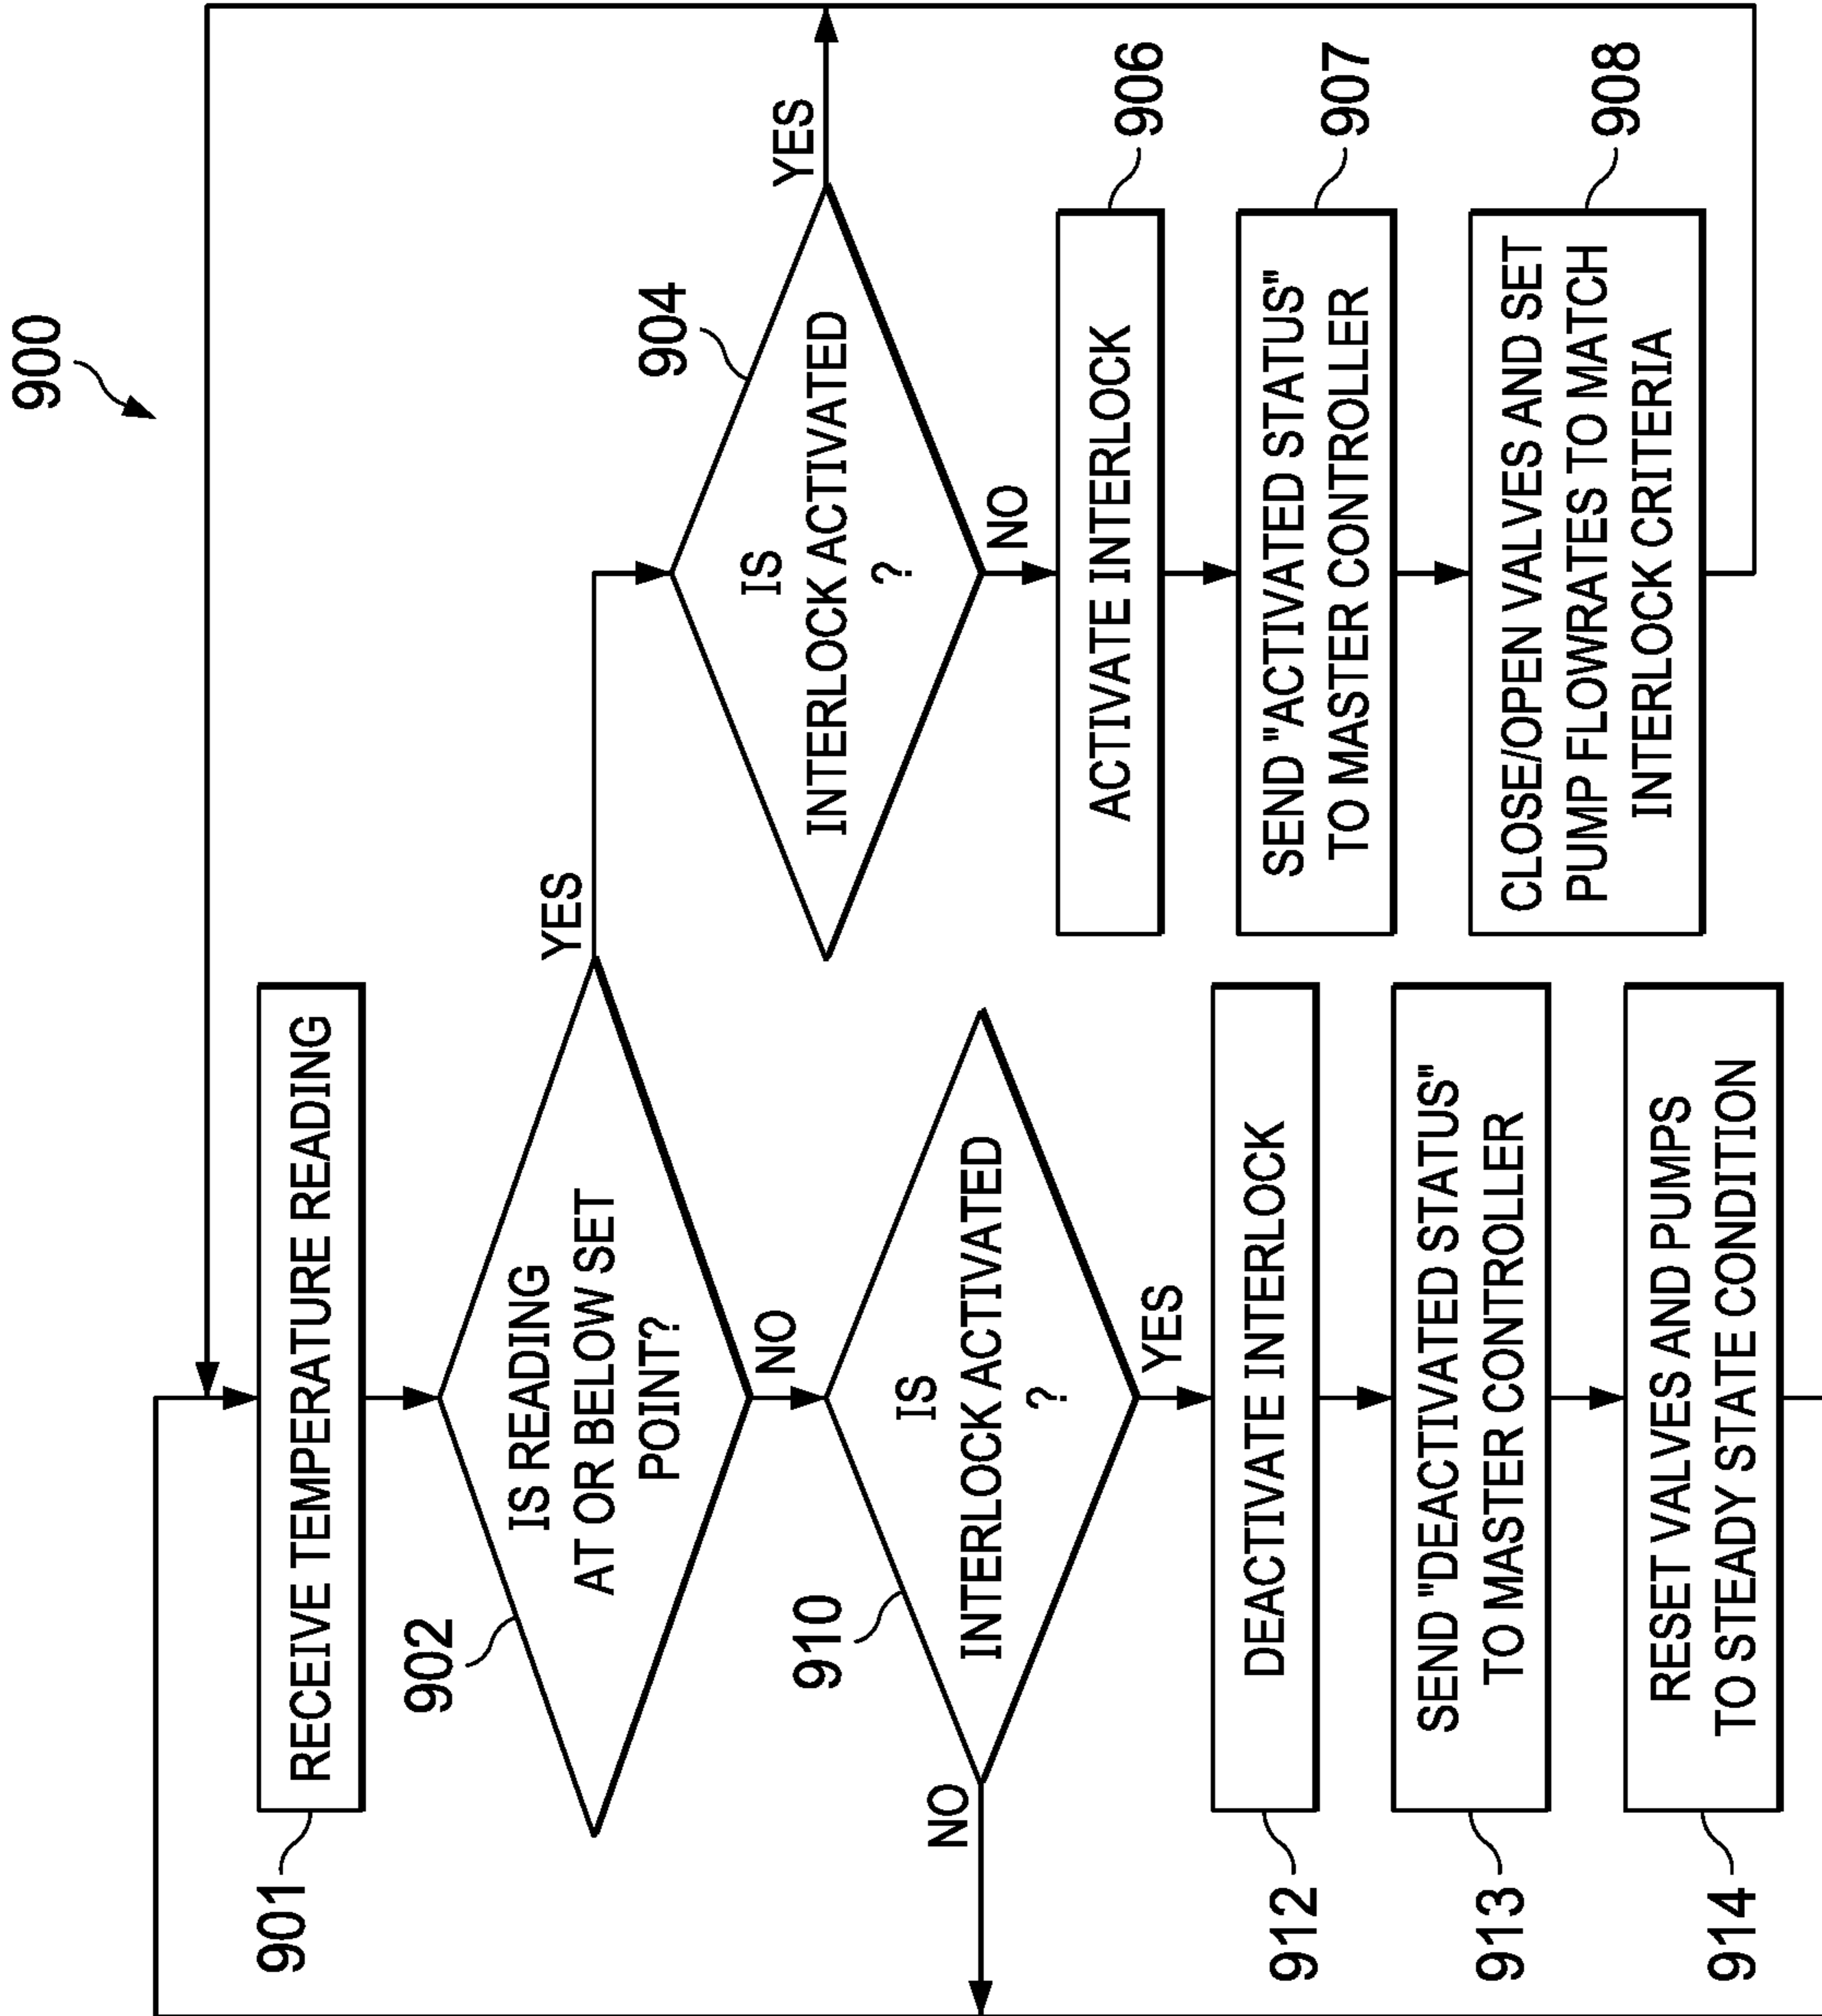 900
901
RECEIVE TEMPERATURE READING
902
IS READING
AT OR BELOW SET
POINT?
YES
NO
904
IS
INTERLOCK ACTIVATED
?
YES
NO
906
ACTIVATE INTERLOCK
907
SEND "ACTIVATED STATUS"
TO MASTER CONTROLLER
908
CLOSE/OPEN VALVES AND SET
PUMP FLOWRATES TO MATCH
INTERLOCK CRITERIA
910
IS
INTERLOCK ACTIVATED
?
NO
YES
912
DEACTIVATE INTERLOCK
913
SEND "DEACTIVATED STATUS"
TO MASTER CONTROLLER
914
RESET VALVES AND PUMPS
TO STEADY STATE CONDITION